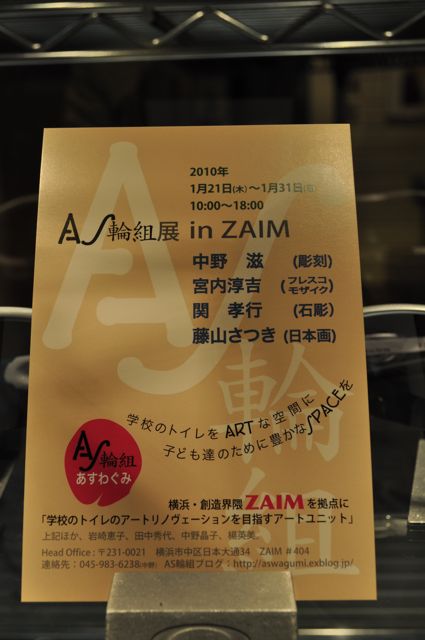 2010年
1月21日(木)～1月31日(日)
10:00～18:00
AS輪組展 in ZAIM
中野 滋 (彫刻)
宮内淳吉 (フレスコ モザイク)
関 孝行 (石彫)
藤山さつき (日本画)
AS輪組
学校のトイレをARTな空間に
子ども達のために豊かなSPACEを
AS輪組
あすわぐみ
横浜・創造界隈ZAIMを拠点に
「学校のトイレのアートリノヴェーションを目指すアートユニット」
上記ほか、岩崎恵子、田中秀代、中野晶子、楊英美、
Head Office：〒231-0021 横浜市中区日本大通34 ZAIM #404
連絡先：045-983-6238(中野) AS輪組ブログ：http://aswagumi.exblog.jp/